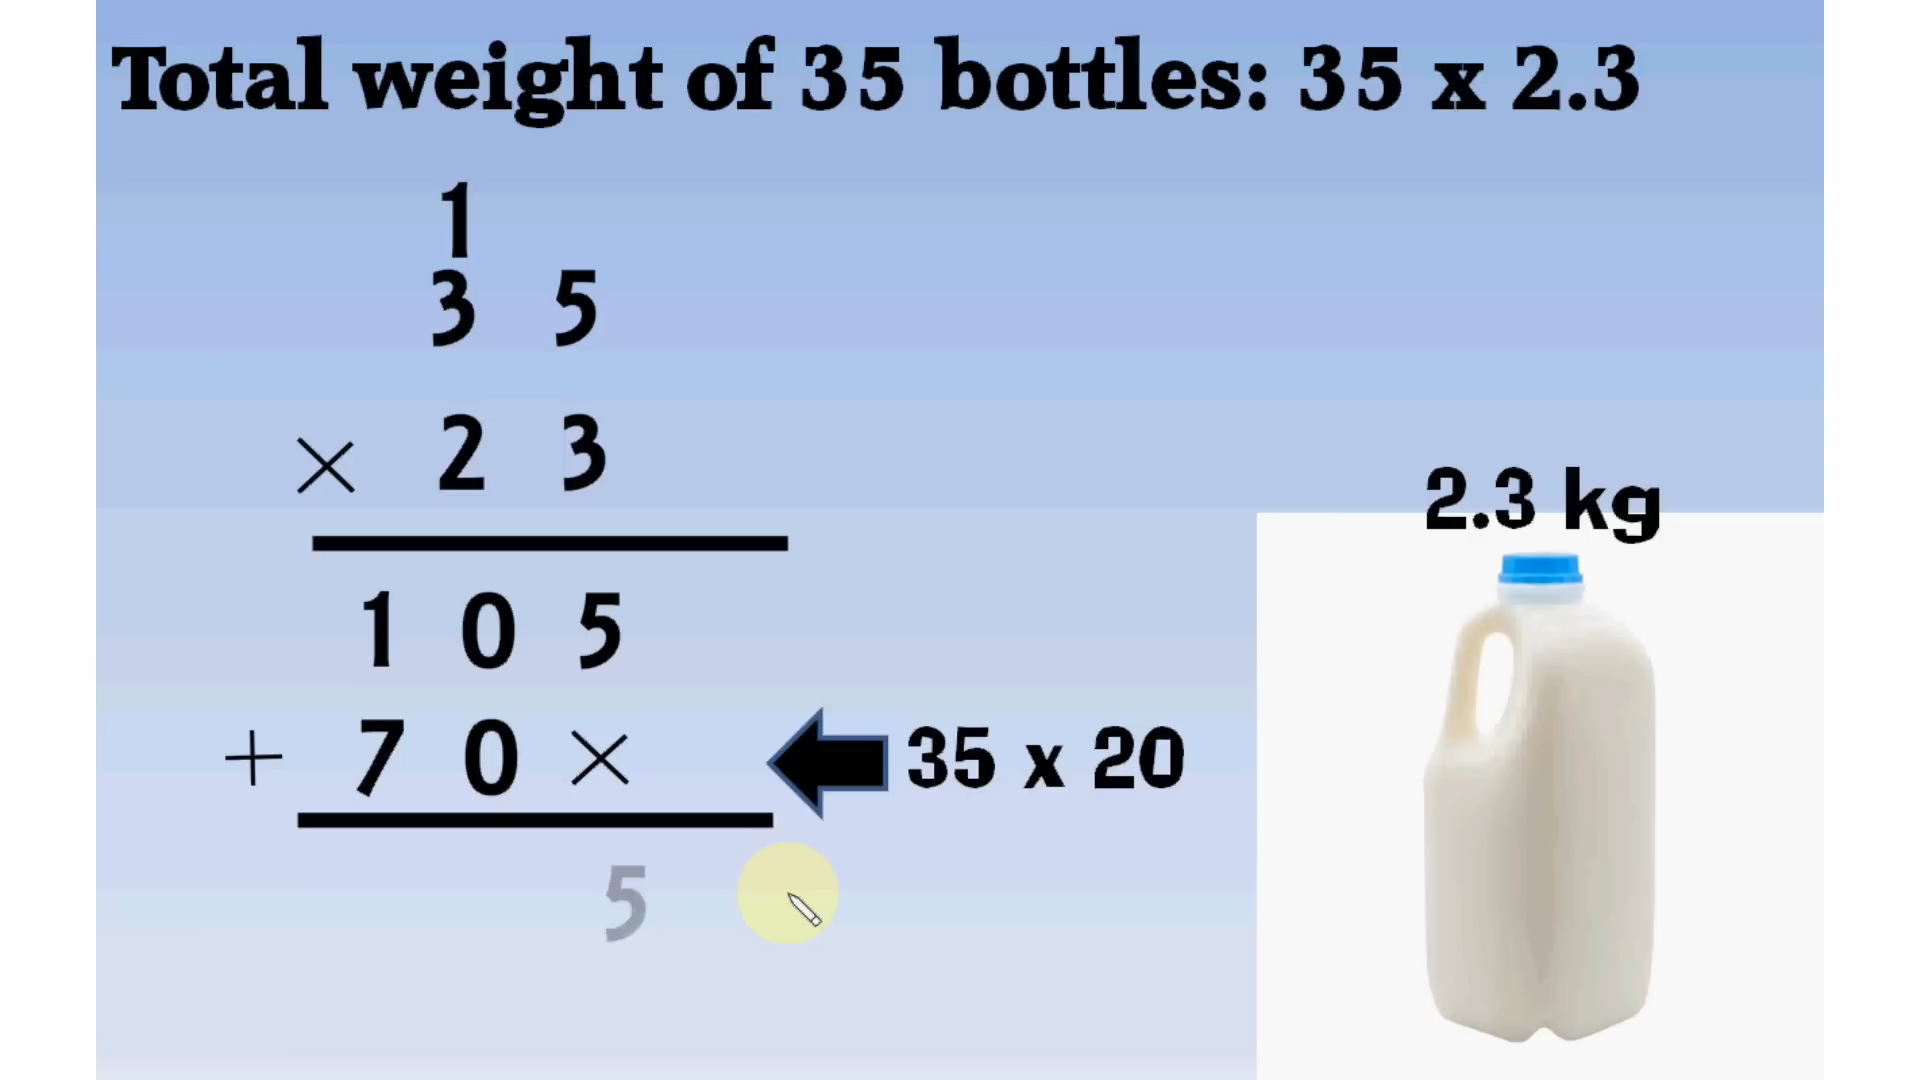 Total weight of 35 bottles: 35 x 2.3
1
3 5
× 2 3
2.3 kg
1 0 5
+ 7 0 × 35 x 20
5